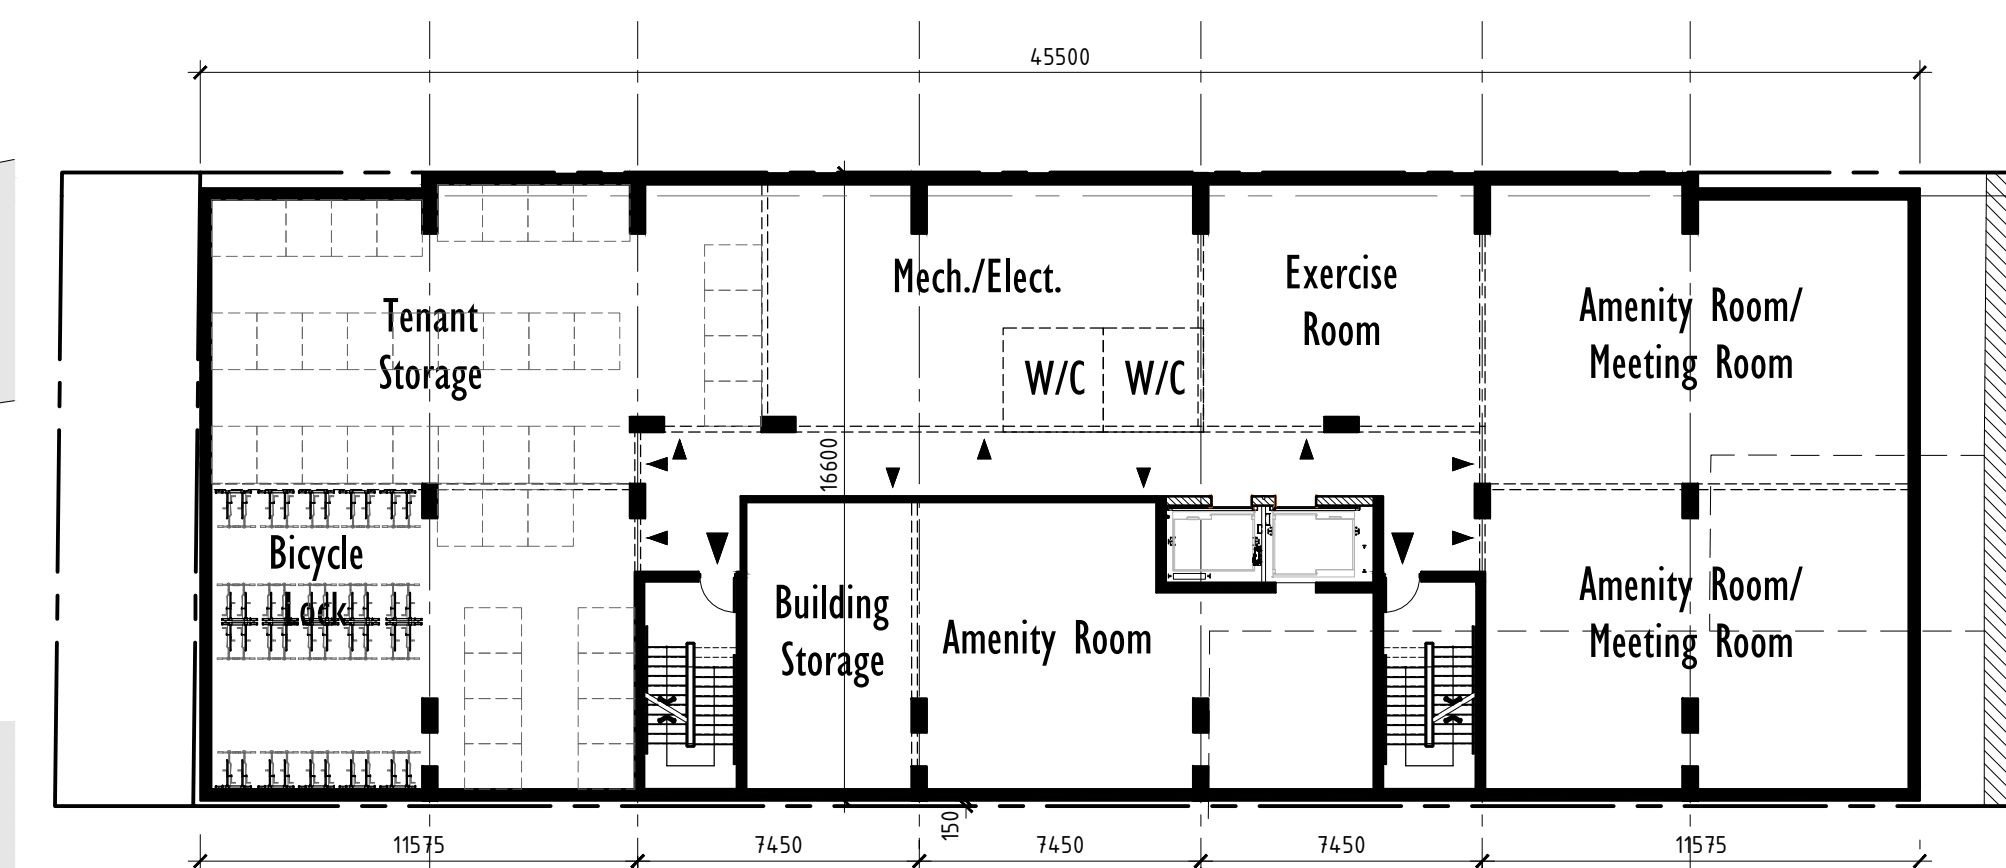 45500
Mech./Elect.
Exercise
Room
Amenity Room/
Meeting Room
Tenant
Storage
W/C
W/C
16600
Bicycle
Lock
Building
Storage
Amenity Room
Amenity Room/
Meeting Room
150
11575
7450
7450
7450
11575